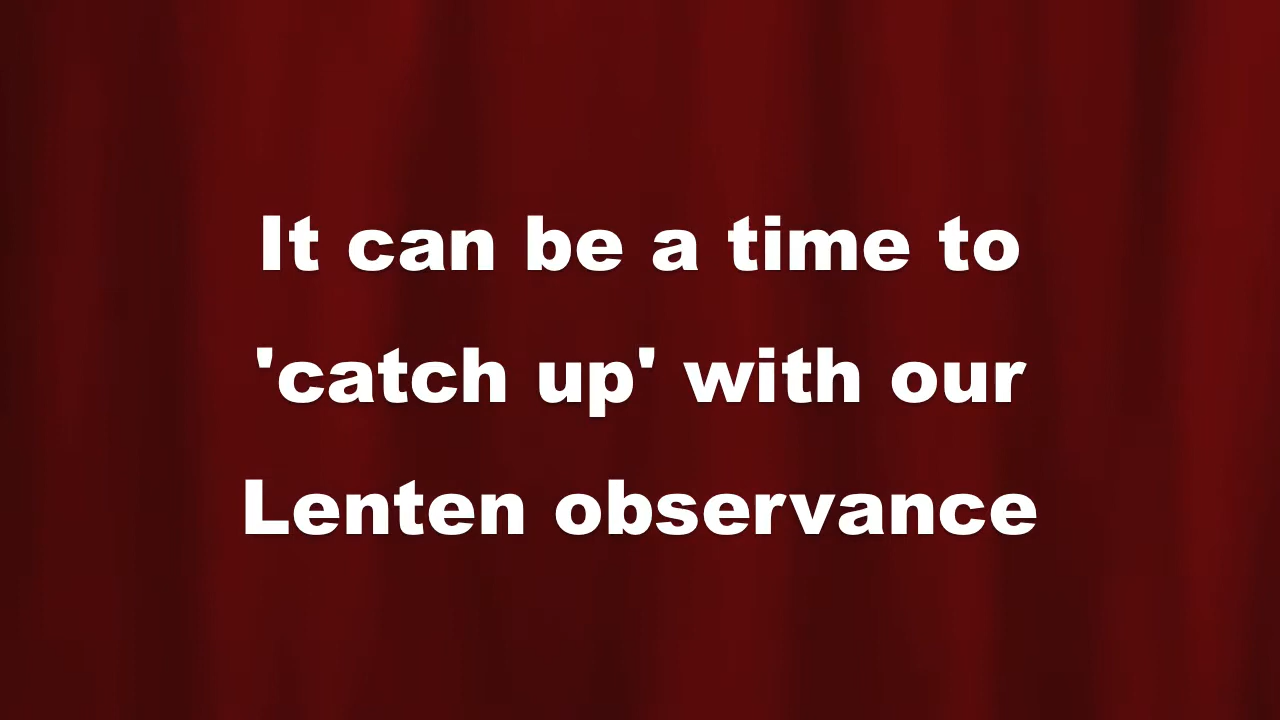 It can be a time to
'catch up' with our
Lenten observance